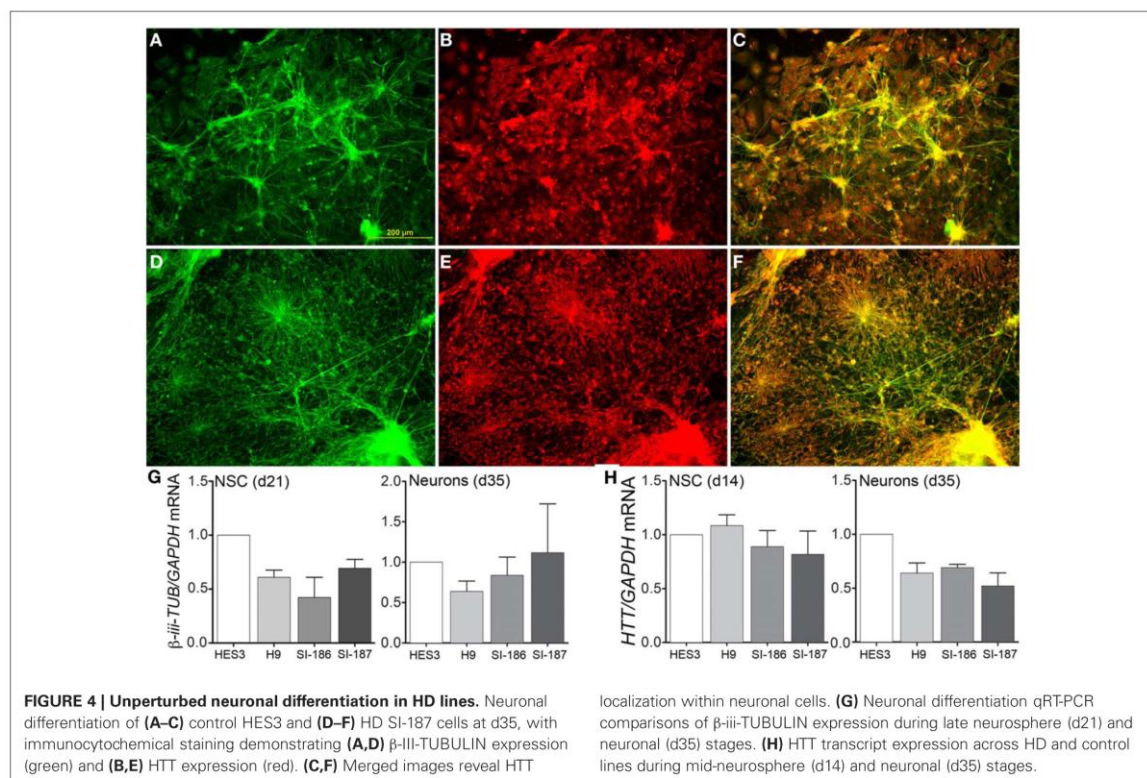 A
B
C
200 µm
D
E
F
G NSC (d21)
β-iii-TUB/GAPDH mRNA
1.5
1.0
0.5
0.0
HES3 H9 SI-186 SI-187
Neurons (d35)
2.0
1.5
1.0
0.5
0.0
HES3 H9 SI-186 SI-187
H NSC (d14)
HTT/GAPDH mRNA
1.5
1.0
0.5
0.0
HES3 H9 SI-186 SI-187
Neurons (d35)
1.5
1.0
0.5
0.0
HES3 H9 SI-186 SI-187
FIGURE 4 | Unperturbed neuronal differentiation in HD lines. Neuronal
differentiation of (A–C) control HES3 and (D–F) HD SI-187 cells at d35, with
immunocytochemical staining demonstrating (A,D) β-III-TUBULIN expression
(green) and (B,E) HTT expression (red). (C,F) Merged images reveal HTT
localization within neuronal cells. (G) Neuronal differentiation qRT-PCR
comparisons of β-iii-TUBULIN expression during late neurosphere (d21) and
neuronal (d35) stages. (H) HTT transcript expression across HD and control
lines during mid-neurosphere (d14) and neuronal (d35) stages.